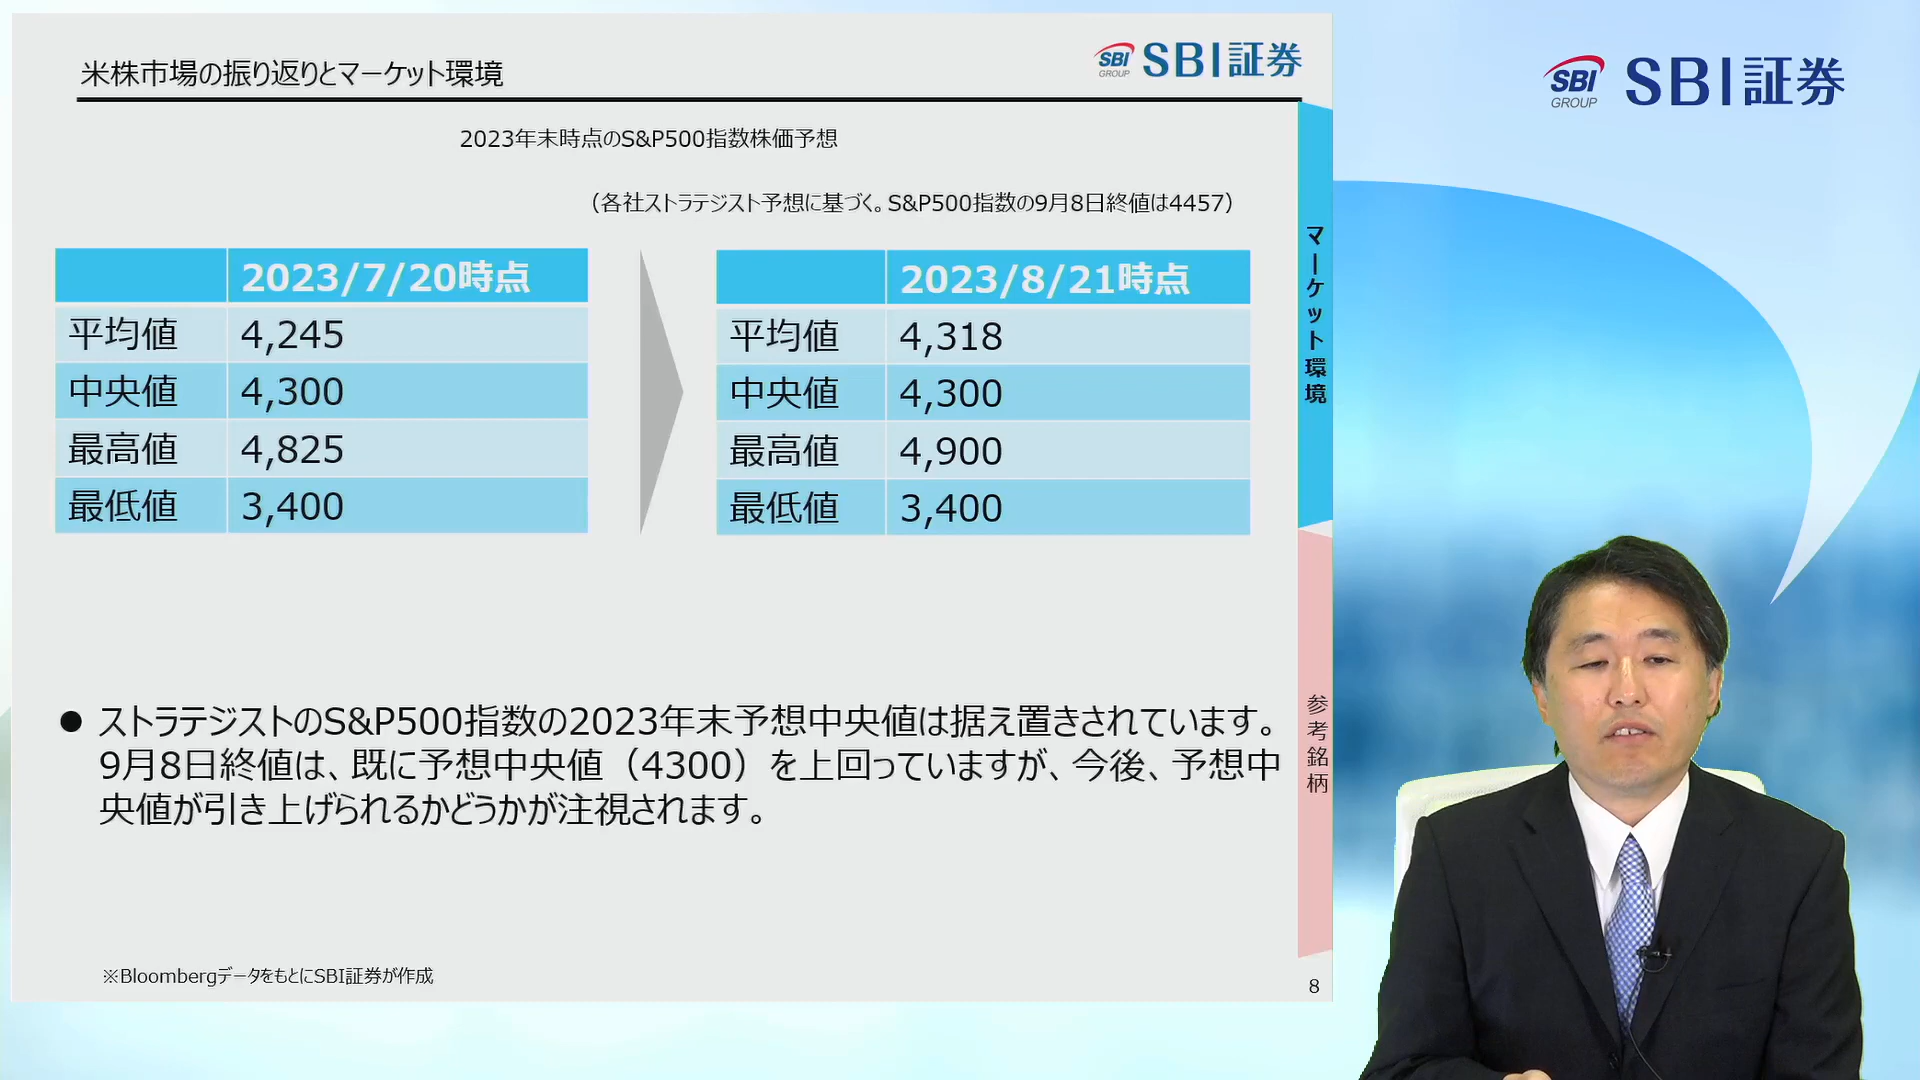 米株市場の振り返りとマーケット環境
SBI GROUP SBI証券
2023年末時点のS&P500指数株価予想
(各社ストラテジスト予想に基づく。S&P500指数の9月8日終値は4457)
2023/7/20時点
平均値 4,245
中央値 4,300
最高値 4,825
最低値 3,400
2023/8/21時点
平均値 4,318
中央値 4,300
最高値 4,900
最低値 3,400
● ストラテジストのS&P500指数の2023年末予想中央値は据え置きされています。
9月8日終値は、既に予想中央値（4300）を上回っていますが、今後、予想中
央値が引き上げられるかどうかが注視されます。
※BloombergデータをもとにSBI証券が作成
マーケット環境
参考銘柄
8
SBI GROUP SBI証券